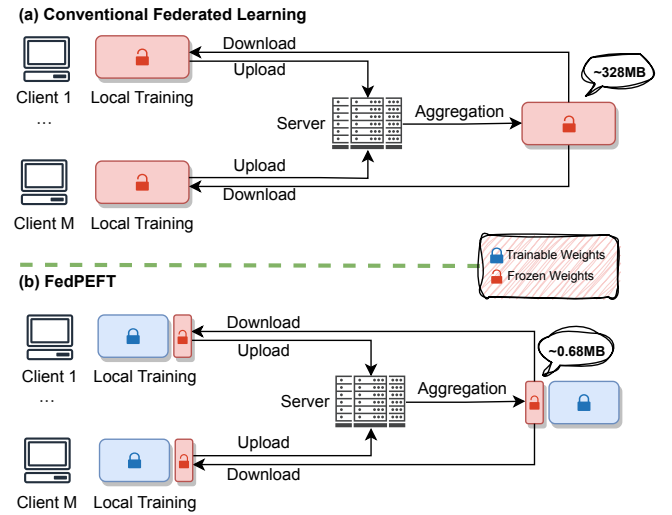 (a) Conventional Federated Learning
Download
Upload
~328MB
Client 1
Local Training
...
Server
Aggregation
Upload
Download
Client M
Local Training
Trainable Weights
Frozen Weights
(b) FedPEFT
Download
Upload
~0.68MB
Client 1
Local Training
...
Server
Aggregation
Upload
Download
Client M
Local Training